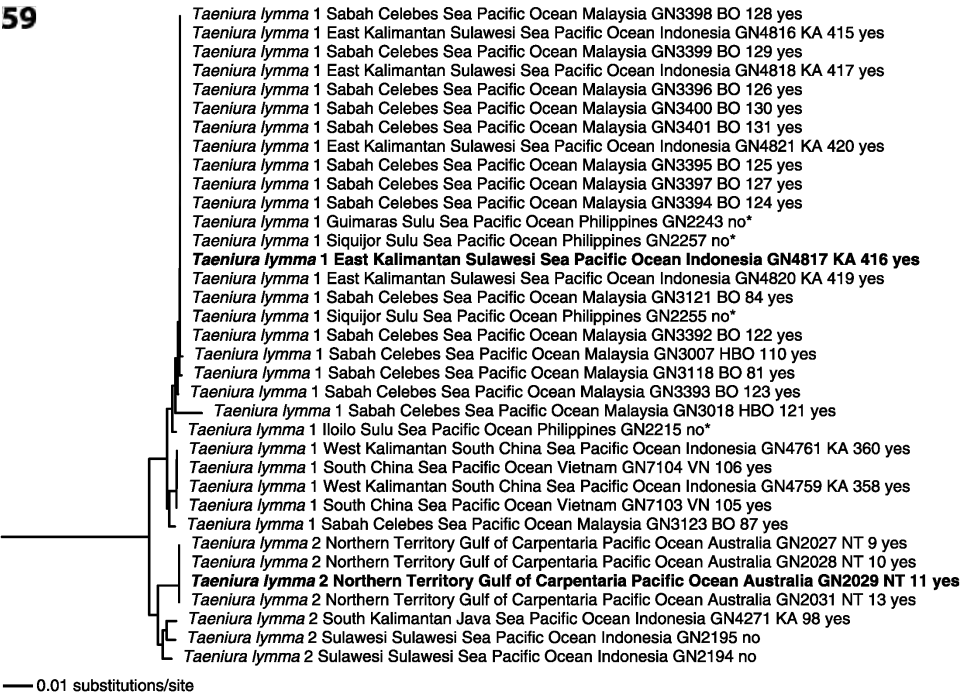 59
Taeniura lymma 1 Sabah Celebes Sea Pacific Ocean Malaysia GN3398 BO 128 yes
Taeniura lymma 1 East Kalimantan Sulawesi Sea Pacific Ocean Indonesia GN4816 KA 415 yes
Taeniura lymma 1 Sabah Celebes Sea Pacific Ocean Malaysia GN3399 BO 129 yes
Taeniura lymma 1 East Kalimantan Sulawesi Sea Pacific Ocean Indonesia GN4818 KA 417 yes
Taeniura lymma 1 Sabah Celebes Sea Pacific Ocean Malaysia GN3396 BO 126 yes
Taeniura lymma 1 Sabah Celebes Sea Pacific Ocean Malaysia GN3400 BO 130 yes
Taeniura lymma 1 Sabah Celebes Sea Pacific Ocean Malaysia GN3401 BO 131 yes
Taeniura lymma 1 East Kalimantan Sulawesi Sea Pacific Ocean Indonesia GN4821 KA 420 yes
Taeniura lymma 1 Sabah Celebes Sea Pacific Ocean Malaysia GN3395 BO 125 yes
Taeniura lymma 1 Sabah Celebes Sea Pacific Ocean Malaysia GN3397 BO 127 yes
Taeniura lymma 1 Sabah Celebes Sea Pacific Ocean Malaysia GN3394 BO 124 yes
Taeniura lymma 1 Guimaras Sulu Sea Pacific Ocean Philippines GN2243 no*
Taeniura lymma 1 Siquijor Sulu Sea Pacific Ocean Philippines GN2257 no*
Taeniura lymma 1 East Kalimantan Sulawesi Sea Pacific Ocean Indonesia GN4817 KA 416 yes
Taeniura lymma 1 East Kalimantan Sulawesi Sea Pacific Ocean Indonesia GN4820 KA 419 yes
Taeniura lymma 1 Sabah Celebes Sea Pacific Ocean Malaysia GN3121 BO 84 yes
Taeniura lymma 1 Siquijor Sulu Sea Pacific Ocean Philippines GN2255 no*
Taeniura lymma 1 Sabah Celebes Sea Pacific Ocean Malaysia GN3392 BO 122 yes
Taeniura lymma 1 Sabah Celebes Sea Pacific Ocean Malaysia GN3007 HBO 110 yes
Taeniura lymma 1 Sabah Celebes Sea Pacific Ocean Malaysia GN3118 BO 81 yes
Taeniura lymma 1 Sabah Celebes Sea Pacific Ocean Malaysia GN3393 BO 123 yes
Taeniura lymma 1 Sabah Celebes Sea Pacific Ocean Malaysia GN3018 HBO 121 yes
Taeniura lymma 1 Iloilo Sulu Sea Pacific Ocean Philippines GN2215 no*
Taeniura lymma 1 West Kalimantan South China Sea Pacific Ocean Indonesia GN4761 KA 360 yes
Taeniura lymma 1 South China Sea Pacific Ocean Vietnam GN7104 VN 106 yes
Taeniura lymma 1 West Kalimantan South China Sea Pacific Ocean Indonesia GN4759 KA 358 yes
Taeniura lymma 1 South China Sea Pacific Ocean Vietnam GN7103 VN 105 yes
Taeniura lymma 1 Sabah Celebes Sea Pacific Ocean Malaysia GN3123 BO 87 yes
Taeniura lymma 2 Northern Territory Gulf of Carpentaria Pacific Ocean Australia GN2027 NT 9 yes
Taeniura lymma 2 Northern Territory Gulf of Carpentaria Pacific Ocean Australia GN2028 NT 10 yes
Taeniura lymma 2 Northern Territory Gulf of Carpentaria Pacific Ocean Australia GN2029 NT 11 yes
Taeniura lymma 2 Northern Territory Gulf of Carpentaria Pacific Ocean Australia GN2031 NT 13 yes
Taeniura lymma 2 South Kalimantan Java Sea Pacific Ocean Indonesia GN4271 KA 98 yes
Taeniura lymma 2 Sulawesi Sulawesi Sea Pacific Ocean Indonesia GN2195 no
Taeniura lymma 2 Sulawesi Sulawesi Sea Pacific Ocean Indonesia GN2194 no
0.01 substitutions/site